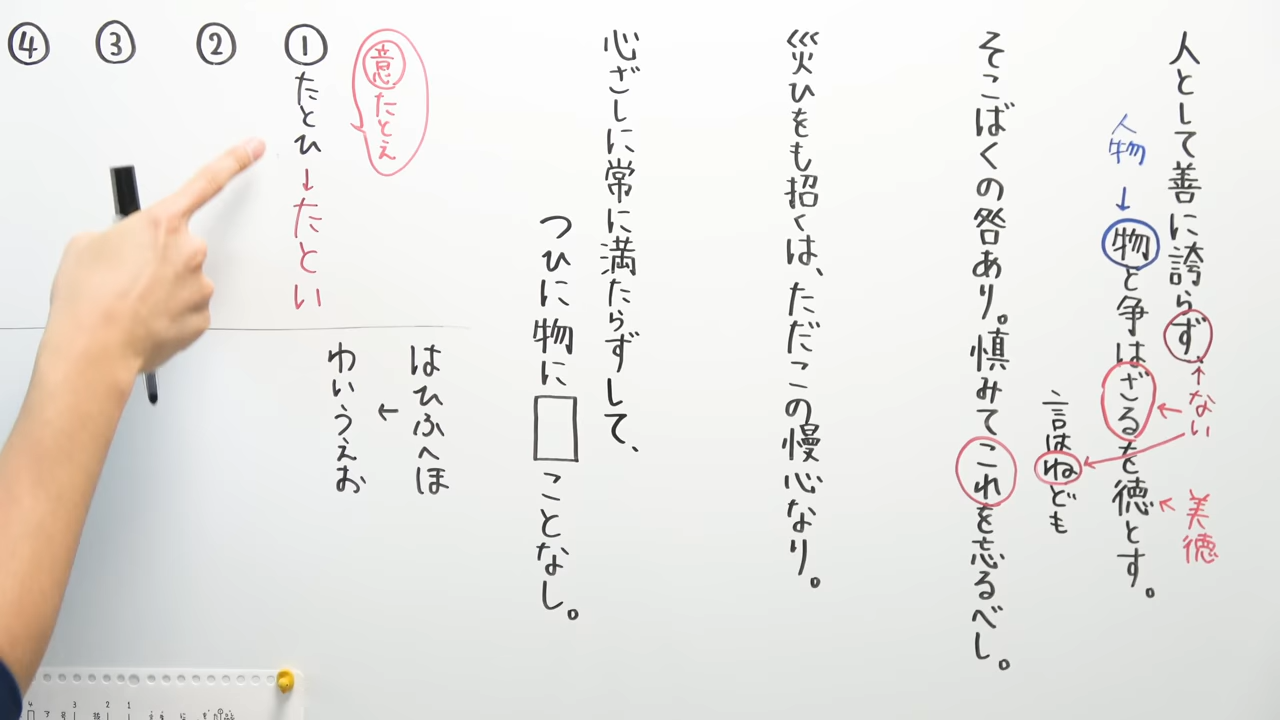 人として善に誇らず、
物と争はざるを徳とす。
人物
↓
↑
ない
美徳
言はねども
そこばくの咎あり。慎みてこれを忘るべし。
災ひをも招くは、ただこの慢心なり。
心ざしに常に満たらずして、
つひに物に□ことなし。
意たとえ
① たとひ→たとい
②
③
④
はひふへほ
←
わいうえお
4
3
2
1